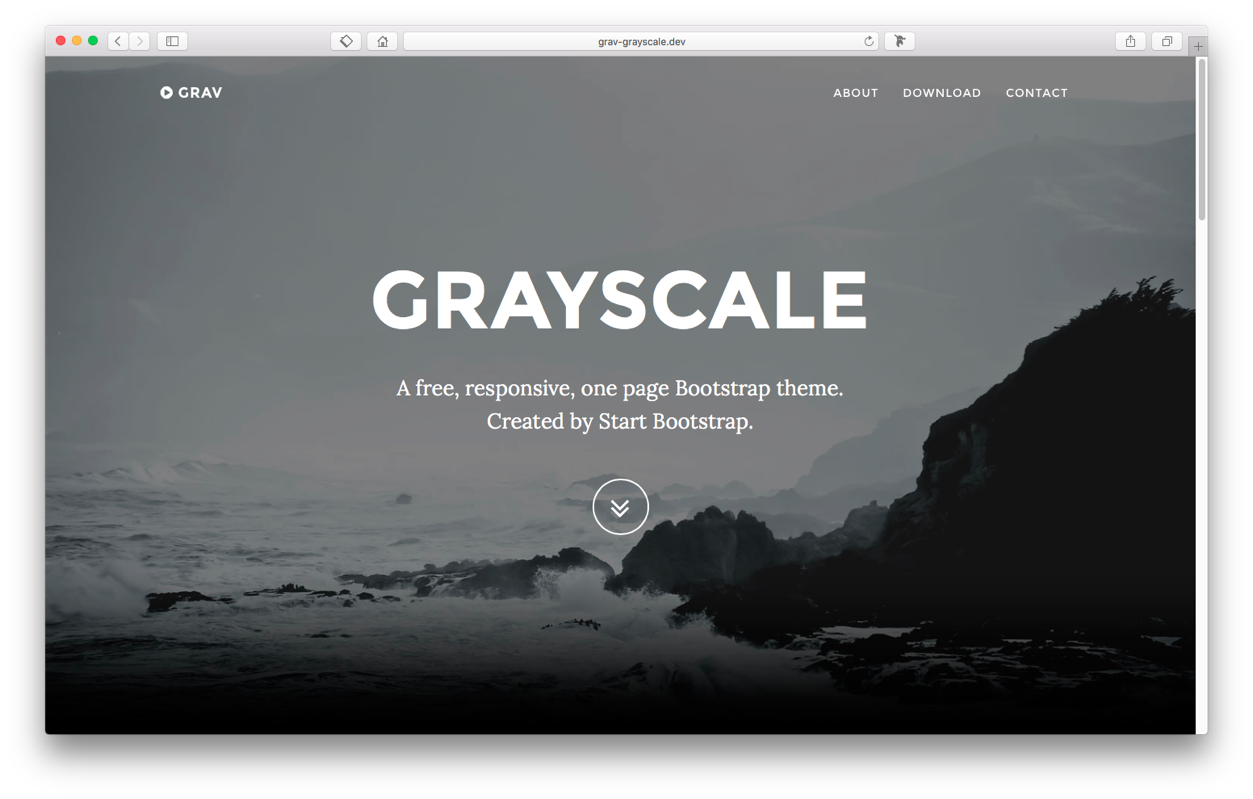 grav-grayscale.dev
GRAV
ABOUT DOWNLOAD CONTACT
GRAYSCALE
A free, responsive, one page Bootstrap theme.
Created by Start Bootstrap.